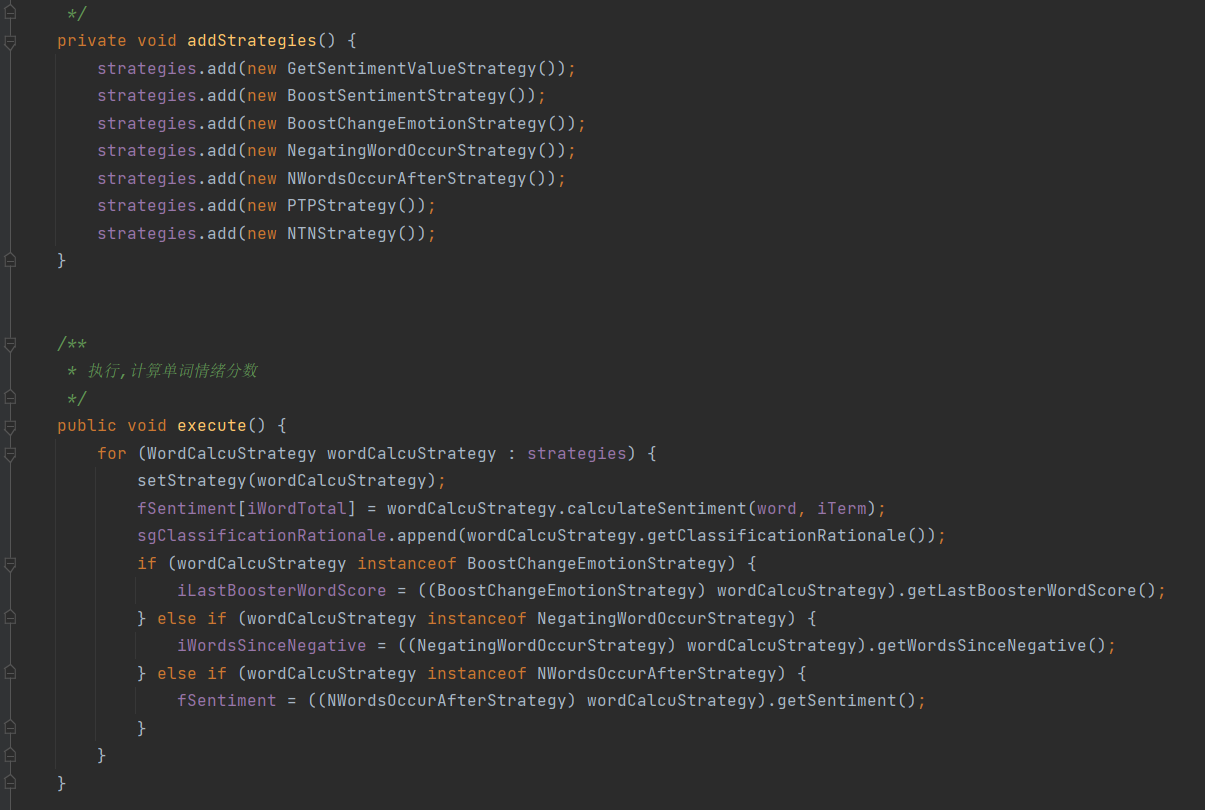 */
private void addStrategies() {
strategies.add(new GetSentimentValueStrategy());
strategies.add(new BoostSentimentStrategy());
strategies.add(new BoostChangeEmotionStrategy());
strategies.add(new NegatingWordOccurStrategy());
strategies.add(new NWordsOccurAfterStrategy());
strategies.add(new PTPStrategy());
strategies.add(new NTNStrategy());
}
/**
* 执行,计算单词情绪分数
*/
public void execute() {
for (WordCalcuStrategy wordCalcuStrategy : strategies) {
setStrategy(wordCalcuStrategy);
fSentiment[iWordTotal] = wordCalcuStrategy.calculateSentiment(word, iTerm);
sgClassificationRationale.append(wordCalcuStrategy.getClassificationRationale());
if (wordCalcuStrategy instanceof BoostChangeEmotionStrategy) {
iLastBoosterWordScore = ((BoostChangeEmotionStrategy) wordCalcuStrategy).getLastBoosterWordScore();
} else if (wordCalcuStrategy instanceof NegatingWordOccurStrategy) {
iWordsSinceNegative = ((NegatingWordOccurStrategy) wordCalcuStrategy).getWordsSinceNegative();
} else if (wordCalcuStrategy instanceof NWordsOccurAfterStrategy) {
fSentiment = ((NWordsOccurAfterStrategy) wordCalcuStrategy).getSentiment();
}
}
}